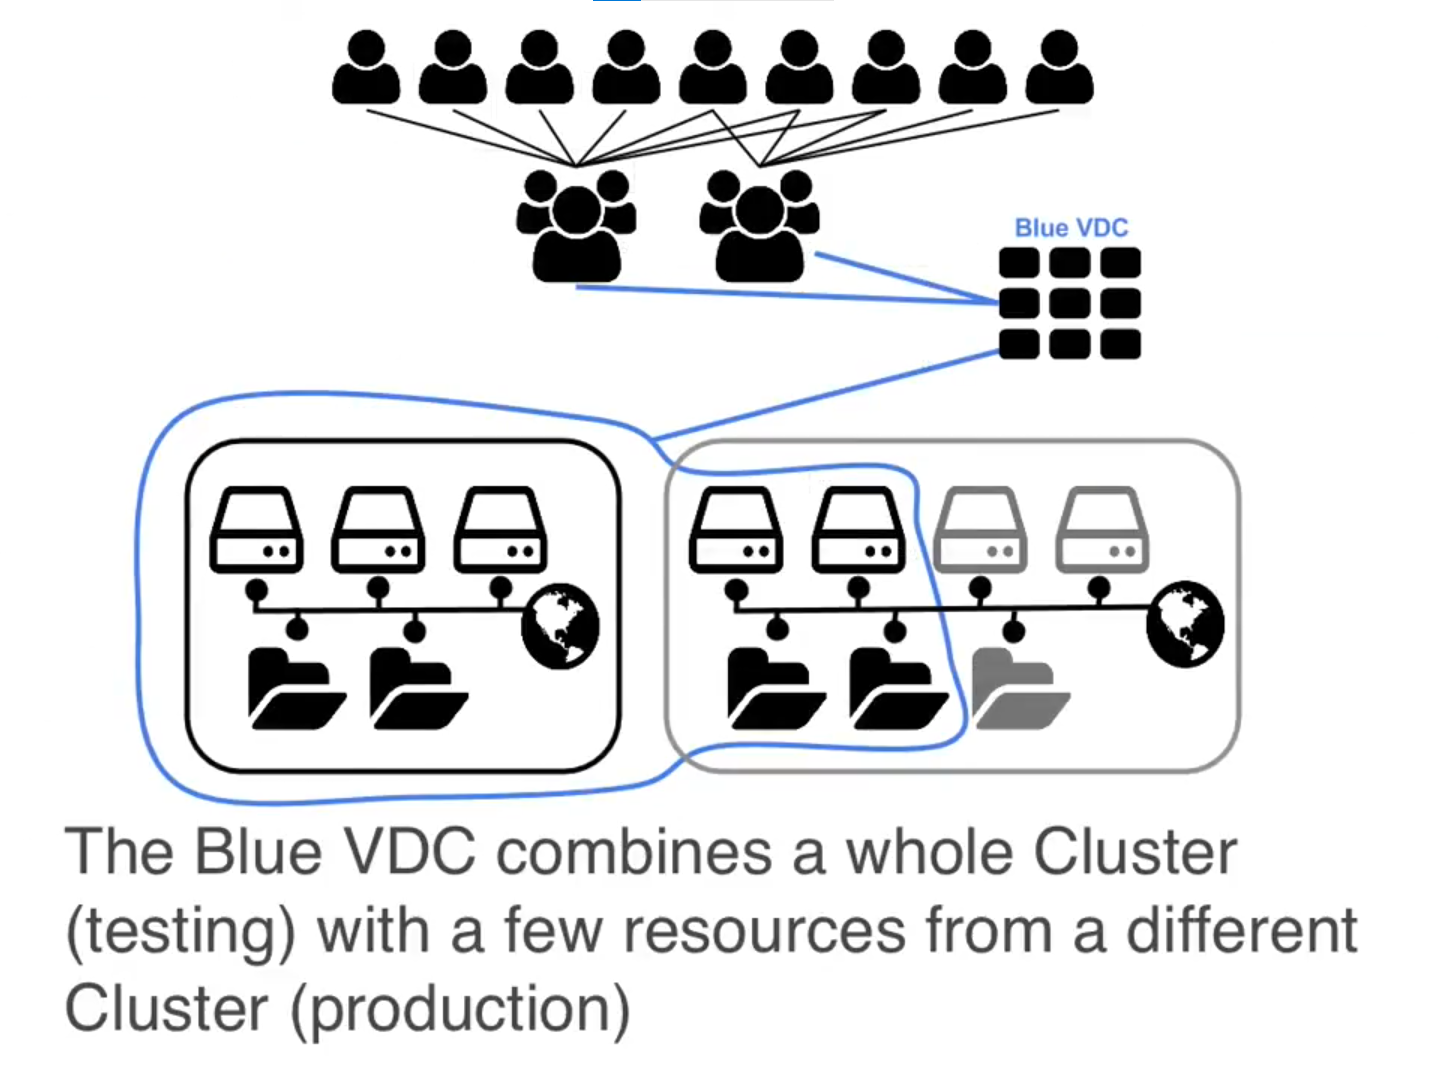 Blue VDC
The Blue VDC combines a whole Cluster
(testing) with a few resources from a different
Cluster (production)